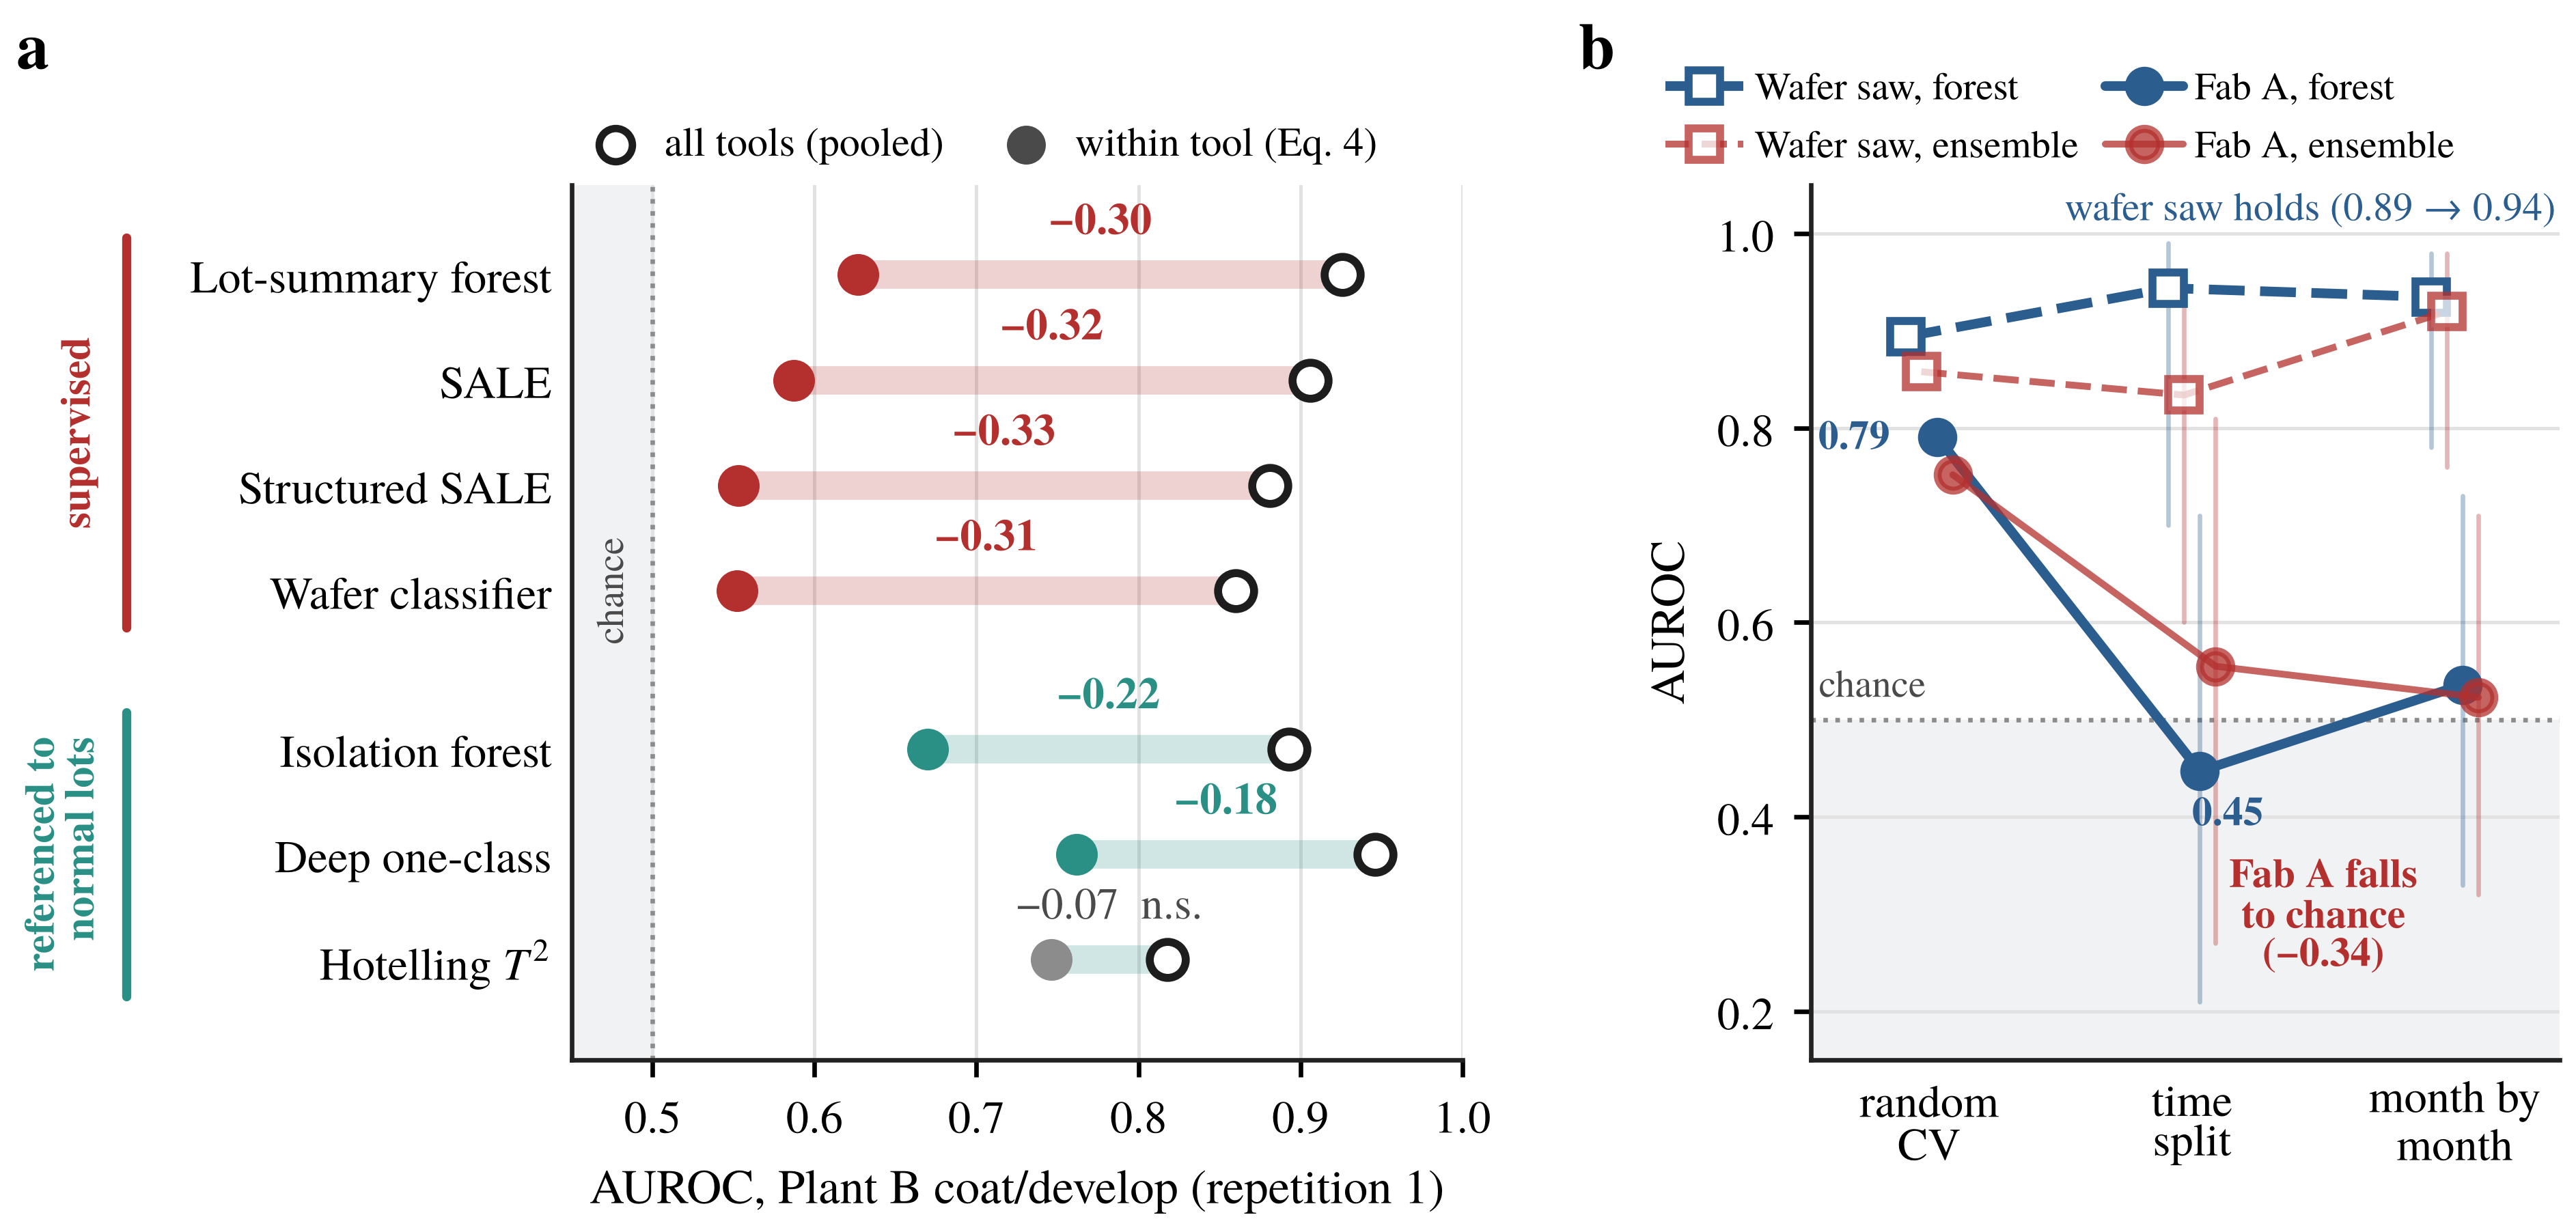 a
all tools (pooled)
within tool (Eq. 4)
supervised
referenced to
normal lots
Lot-summary forest
SALE
Structured SALE
Wafer classifier
Isolation forest
Deep one-class
Hotelling T²
−0.30
−0.32
−0.33
−0.31
−0.22
−0.18
−0.07 n.s.
chance
0.5
0.6
0.7
0.8
0.9
1.0
AUROC, Plant B coat/develop (repetition 1)
b
Wafer saw, forest
Fab A, forest
Wafer saw, ensemble
Fab A, ensemble
wafer saw holds (0.89 → 0.94)
AUROC
1.0
0.8
0.6
0.4
0.2
0.79
chance
0.45
Fab A falls
to chance
(−0.34)
random
CV
time
split
month by
month